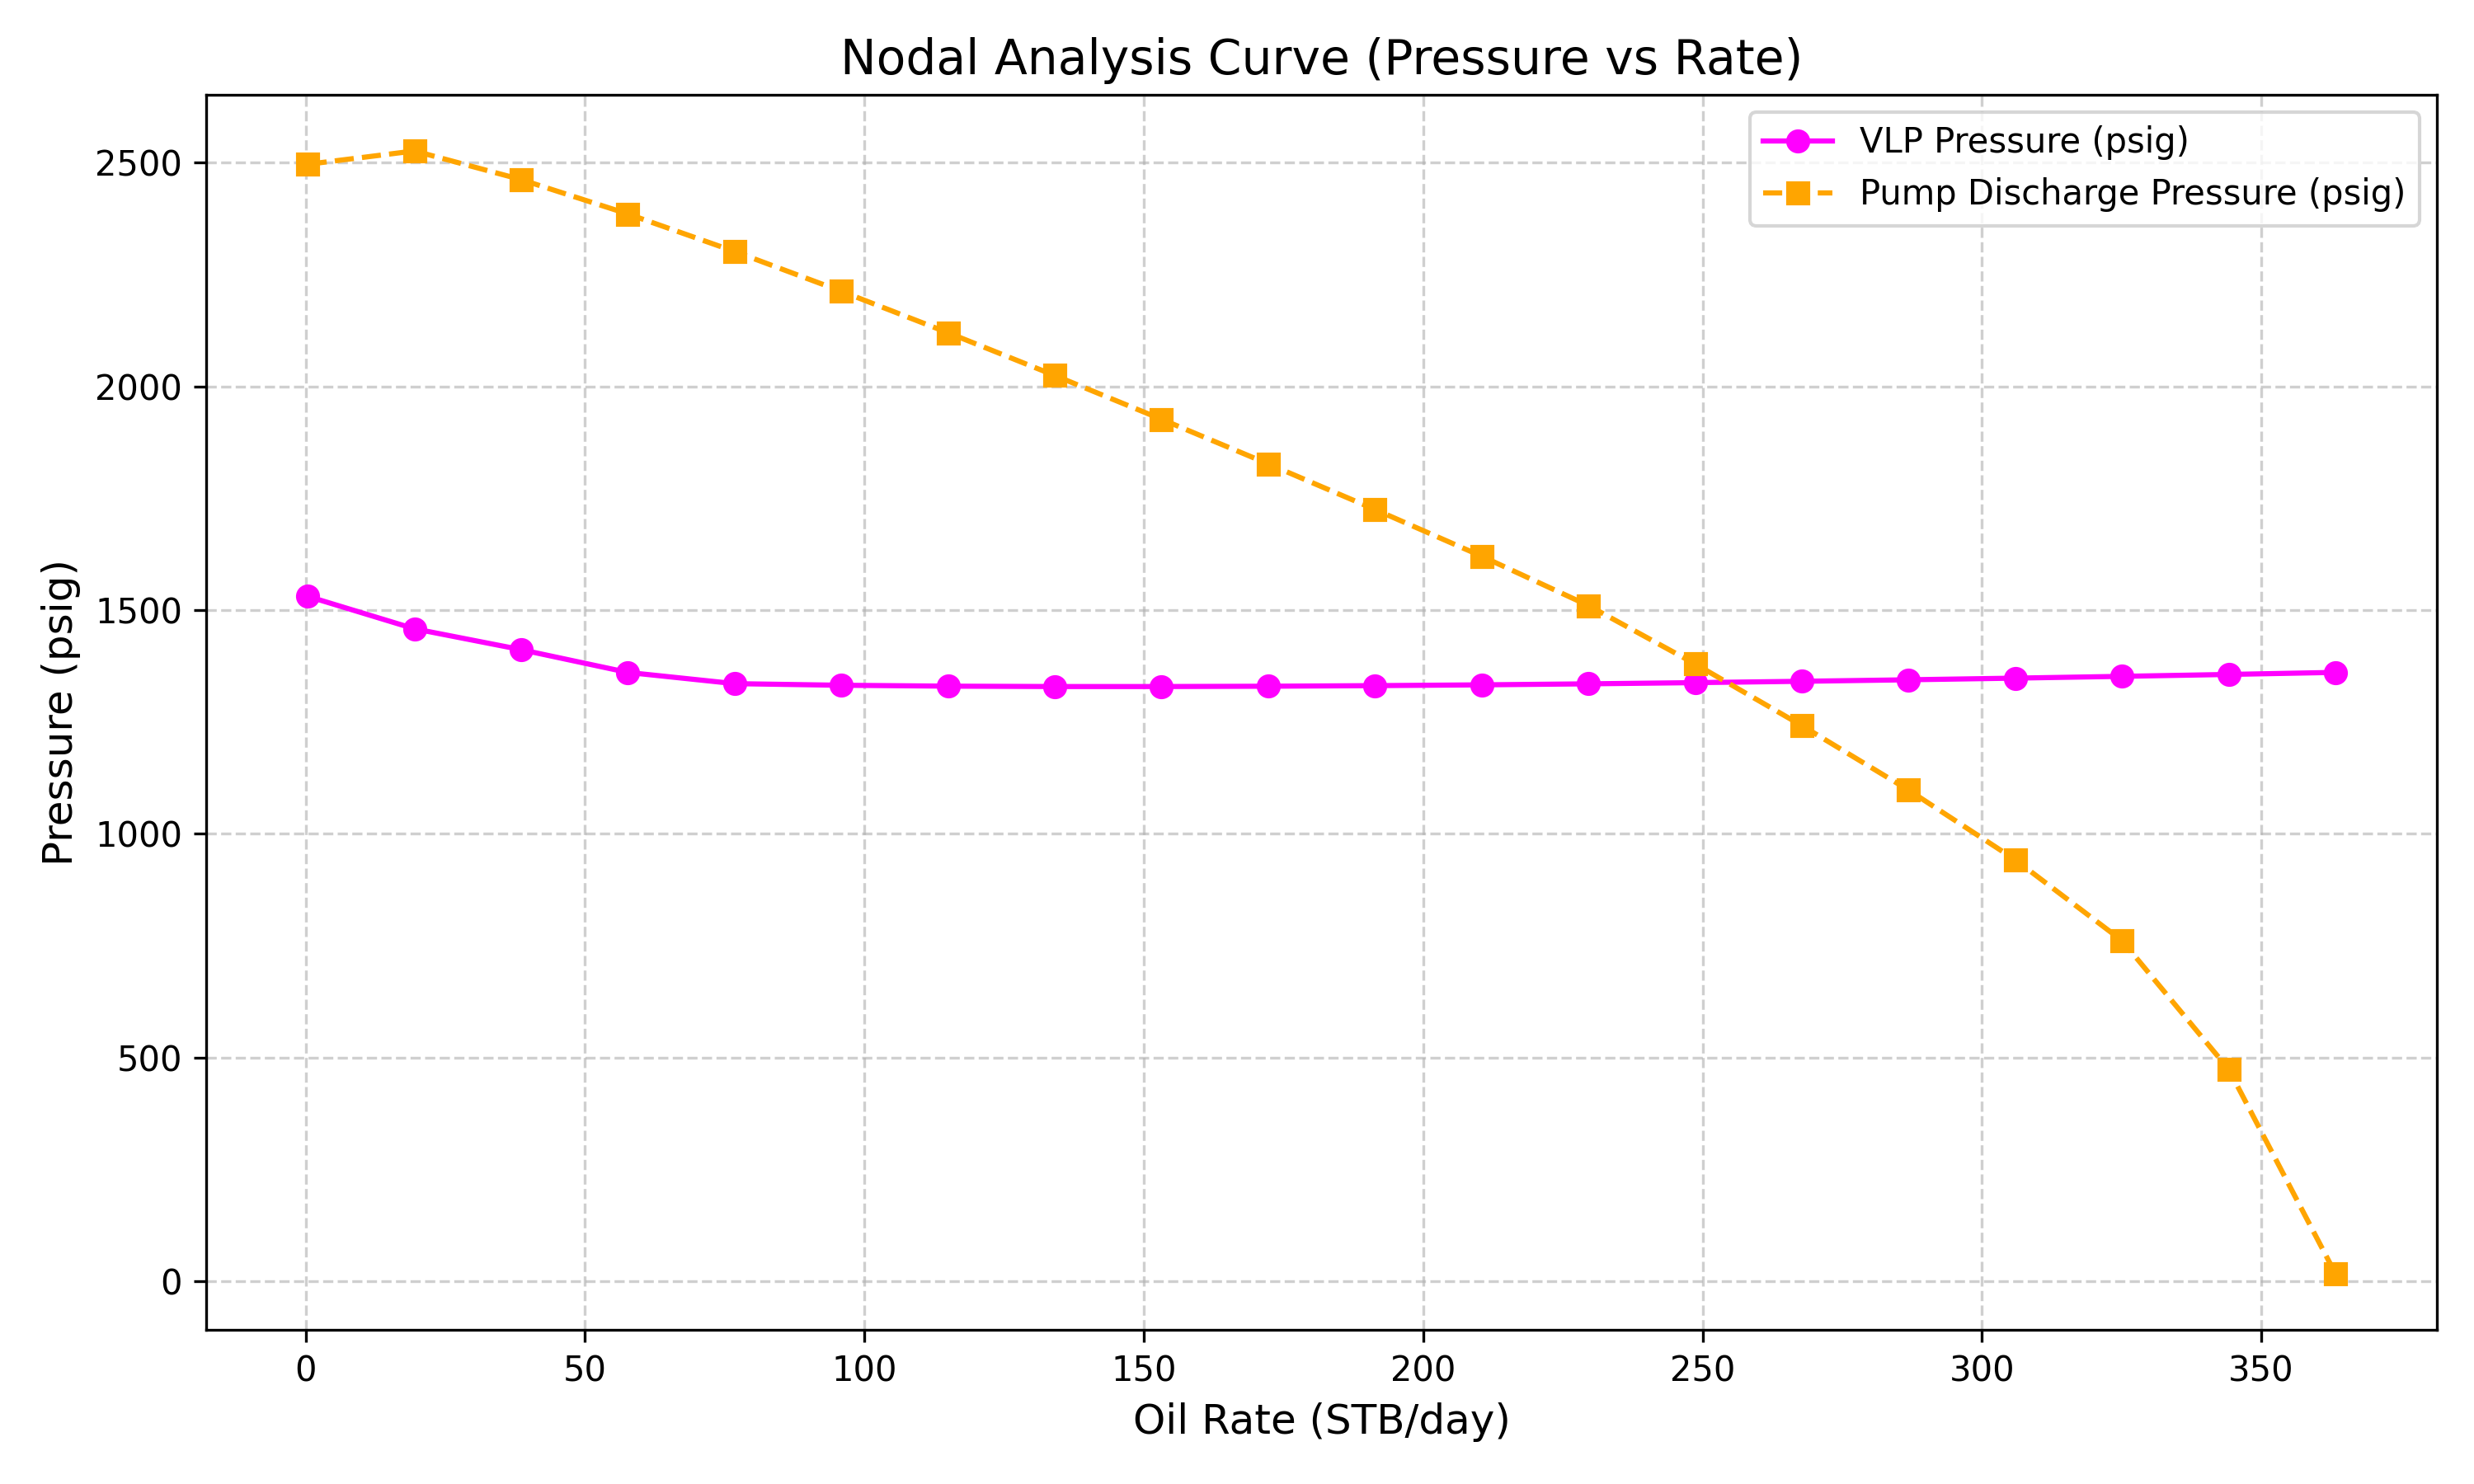 Nodal Analysis Curve (Pressure vs Rate)
VLP Pressure (psig)
Pump Discharge Pressure (psig)
Pressure (psig)
2500
2000
1500
1000
500
0
0 50 100 150 200 250 300 350
Oil Rate (STB/day)